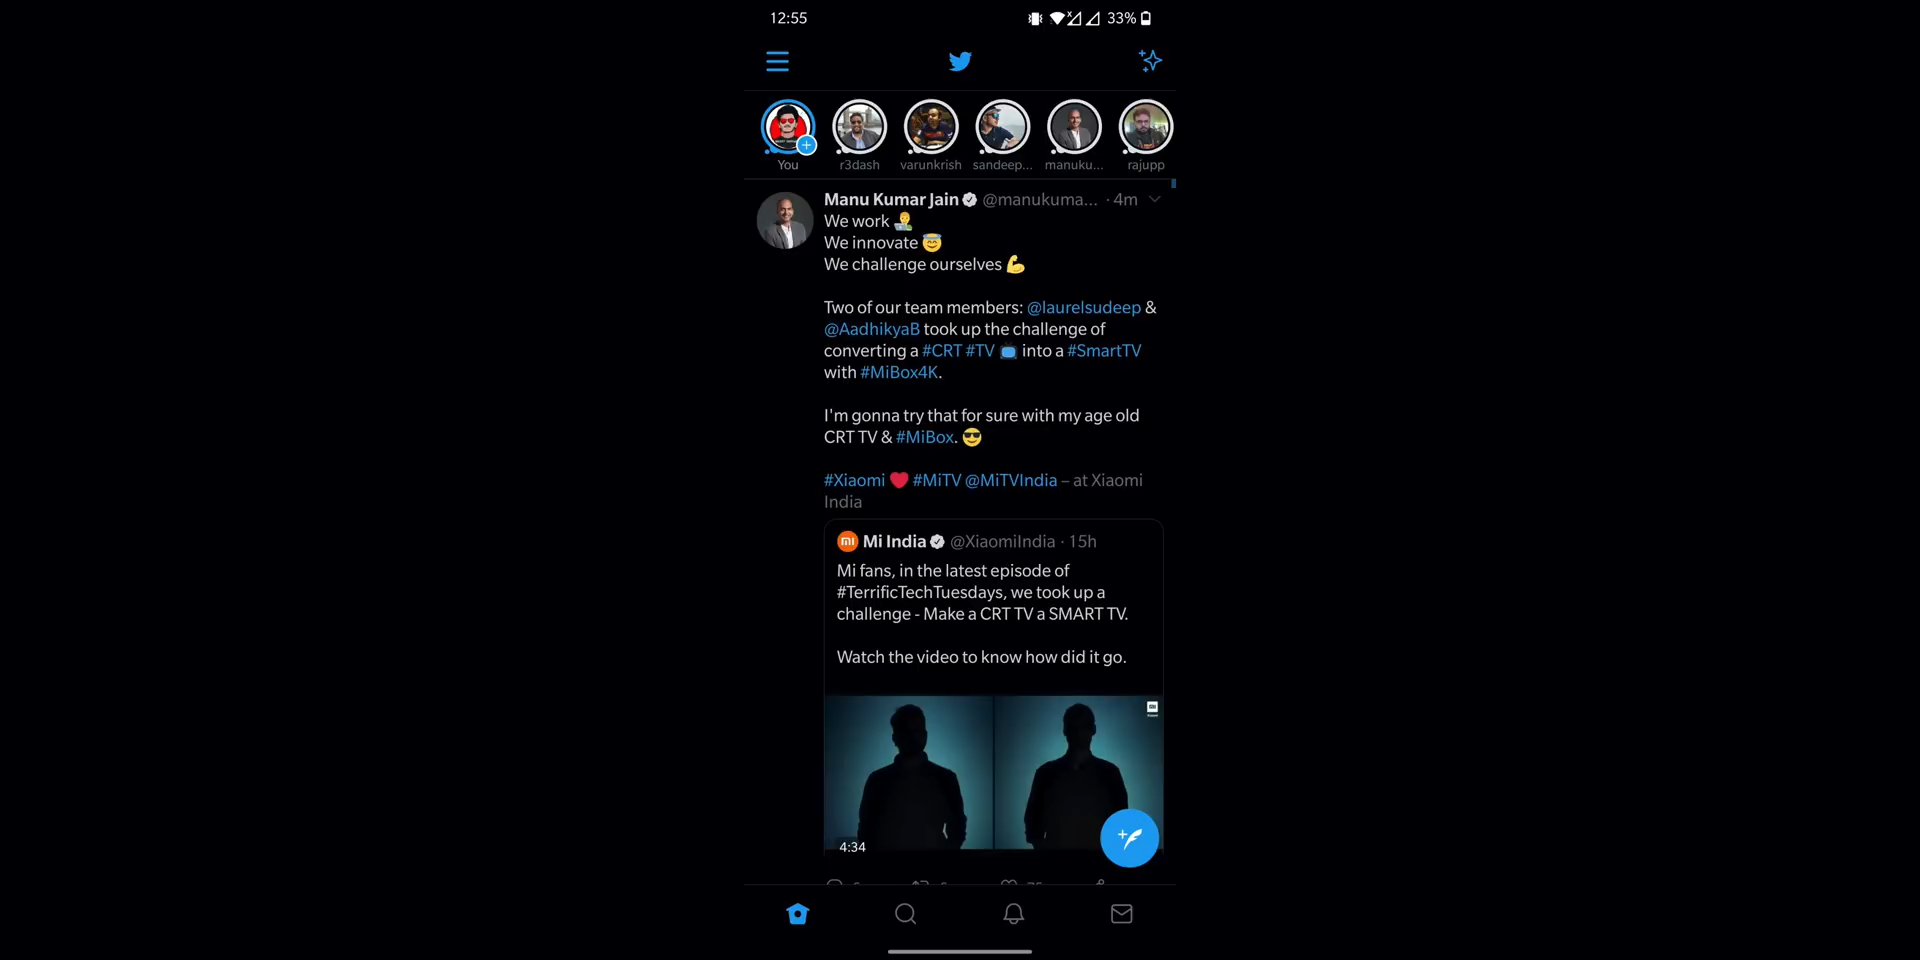 12:55
33%
You
r3dash
varunkrish
sandeep...
manuku...
rajupp
Manu Kumar Jain @manukuma... · 4m
We work 👨‍💻
We innovate 😇
We challenge ourselves 💪
Two of our team members: @laurelsudeep &
@AadhikyaB took up the challenge of
converting a #CRT #TV 📺 into a #SmartTV
with #MiBox4K.
I'm gonna try that for sure with my age old
CRT TV & #MiBox. 😎
#Xiaomi ❤️ #MiTV @MiTVIndia – at Xiaomi
India
Mi India @XiaomiIndia · 15h
Mi fans, in the latest episode of
#TerrificTechTuesdays, we took up a
challenge - Make a CRT TV a SMART TV.
Watch the video to know how did it go.
4:34